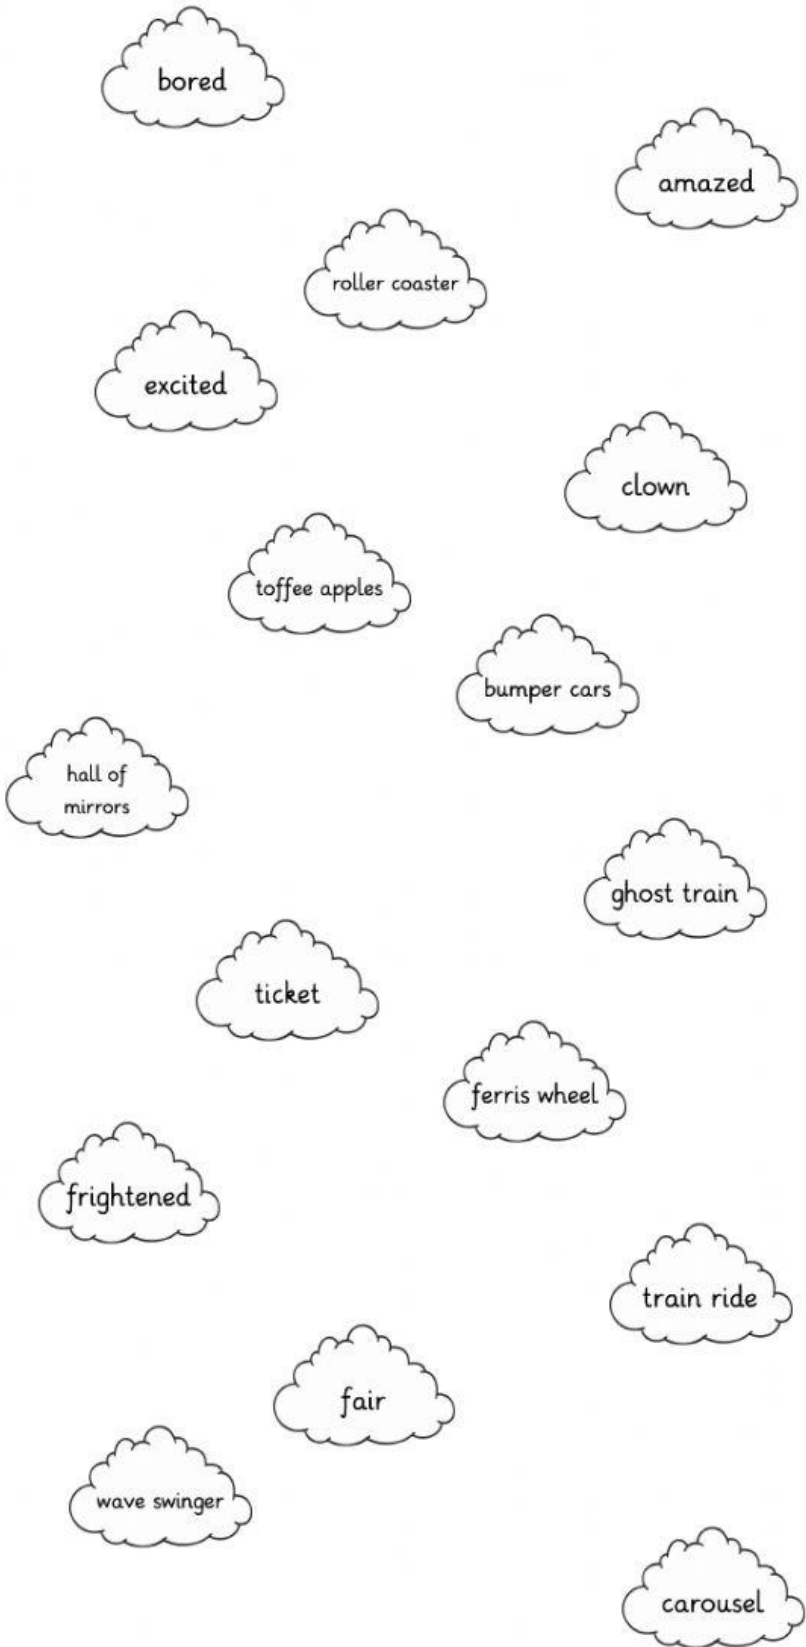 bored
amazed
roller coaster
excited
clown
toffee apples
bumper cars
hall of
mirrors
ghost train
ticket
ferris wheel
frightened
train ride
fair
wave swinger
carousel